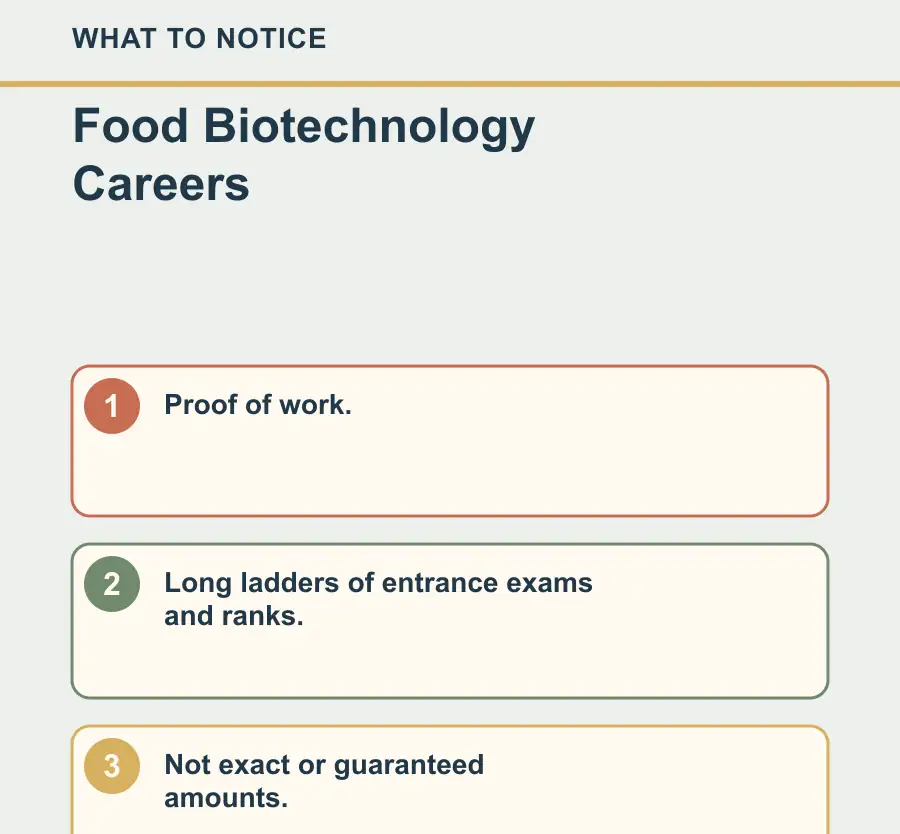 WHAT TO NOTICE
Food Biotechnology
Careers
1
Proof of work.
2
Long ladders of entrance exams
and ranks.
3
Not exact or guaranteed
amounts.